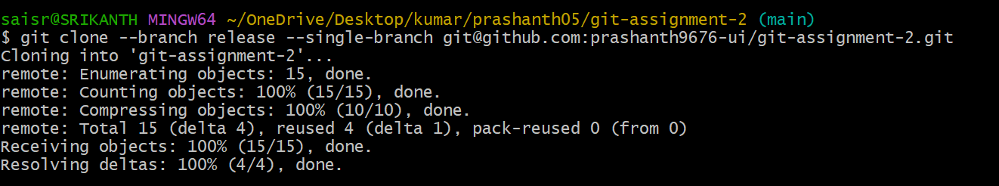 saisr@SRIKANTH MINGW64 ~/OneDrive/Desktop/kumar/prashanth05/git-assignment-2 (main)
$ git clone --branch release --single-branch git@github.com:prashanth9676-ui/git-assignment-2.git
Cloning into 'git-assignment-2'...
remote: Enumerating objects: 15, done.
remote: Counting objects: 100% (15/15), done.
remote: Compressing objects: 100% (10/10), done.
remote: Total 15 (delta 4), reused 4 (delta 1), pack-reused 0 (from 0)
Receiving objects: 100% (15/15), done.
Resolving deltas: 100% (4/4), done.